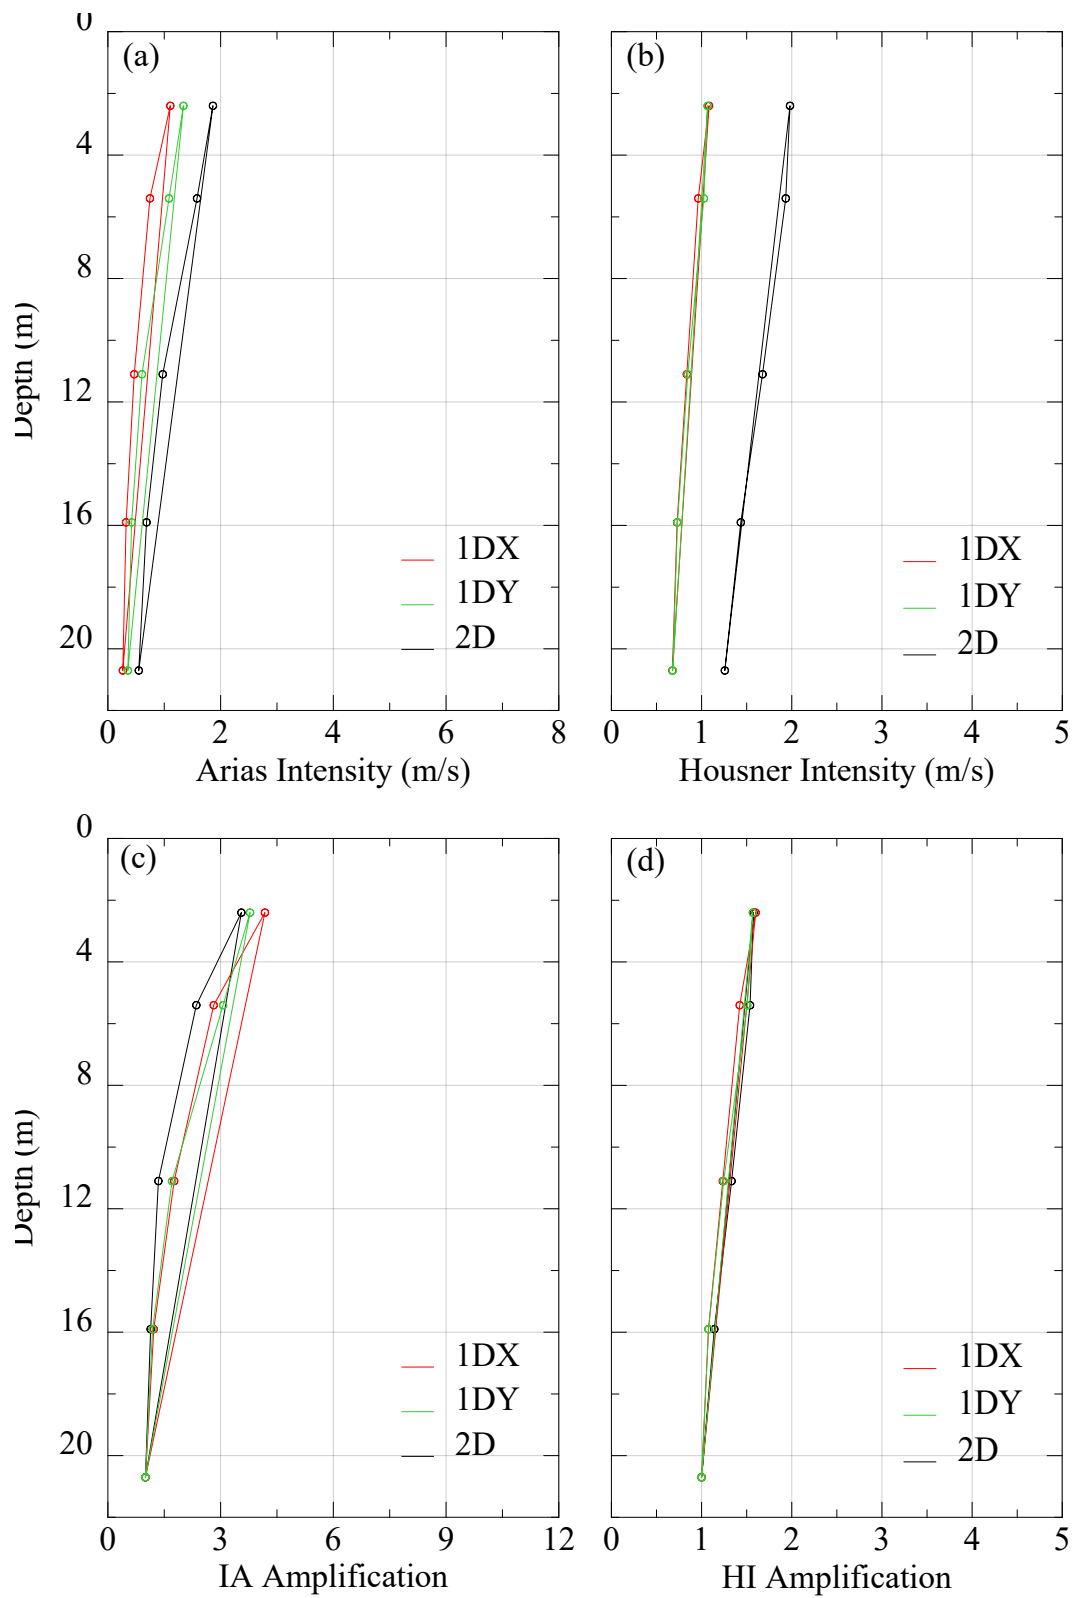 0
(a)
4
8
12
16
20
Depth (m)
1DX
1DY
2D
0 2 4 6 8
Arias Intensity (m/s)
(b)
1DX
1DY
2D
0 1 2 3 4 5
Housner Intensity (m/s)
0
(c)
4
8
12
16
20
Depth (m)
1DX
1DY
2D
0 3 6 9 12
IA Amplification
(d)
1DX
1DY
2D
0 1 2 3 4 5
HI Amplification